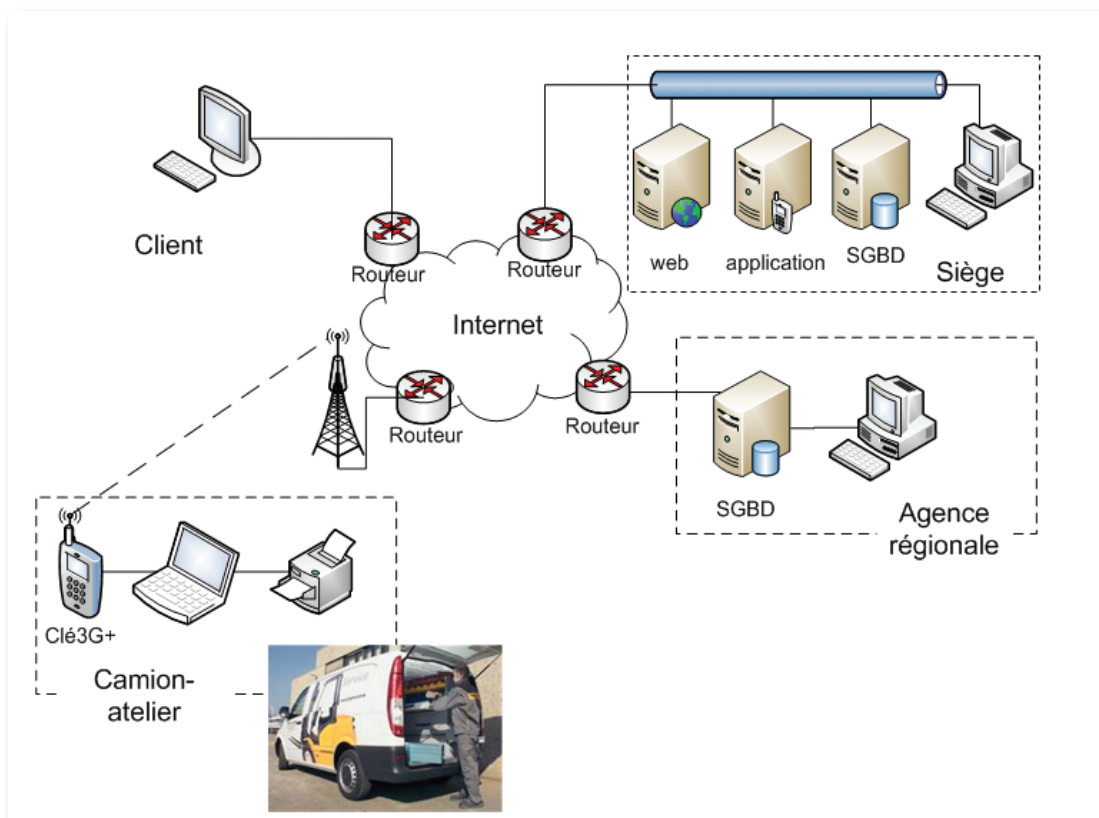 Client
Routeur
Routeur
web
application
SGBD
Siège
Internet
Routeur
Routeur
SGBD
Agence
régionale
Clé3G+
Camion-
atelier